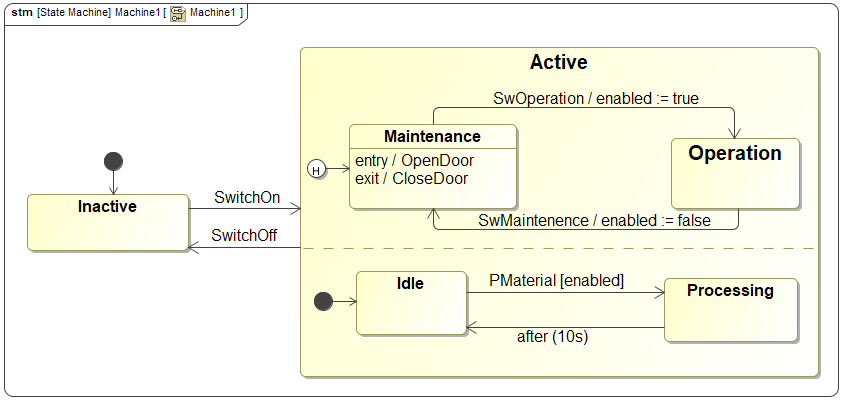 stm [State Machine] Machine1 [ Machine1 ]
Active
SwOperation / enabled := true
Maintenance
entry / OpenDoor
exit / CloseDoor
Operation
H
Inactive
SwitchOn
SwMaintenence / enabled := false
SwitchOff
Idle
PMaterial [enabled]
Processing
after (10s)